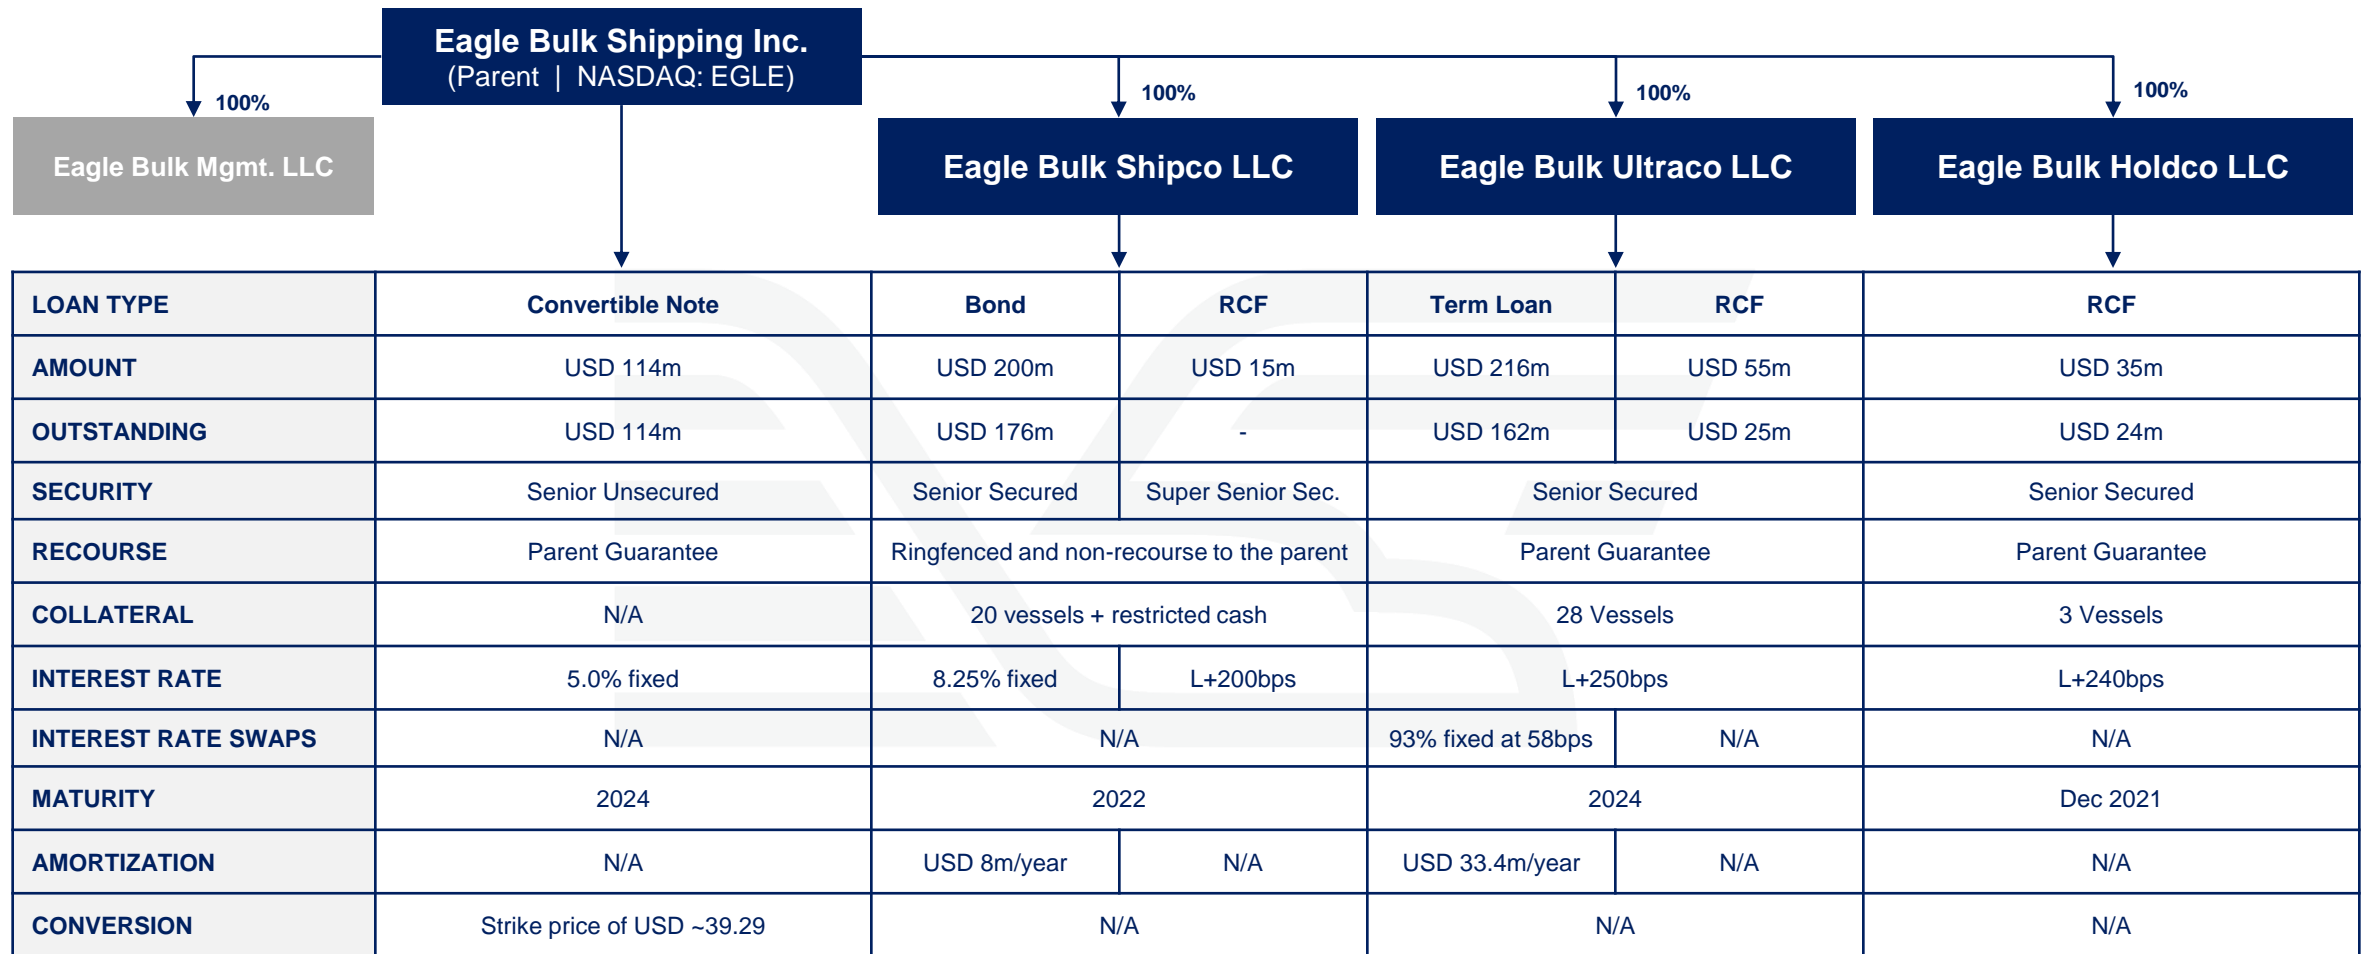 Eagle Bulk Shipping Inc.
(Parent | NASDAQ: EGLE)
100%
100%
100%
100%
Eagle Bulk Mgmt. LLC
Eagle Bulk Shipco LLC
Eagle Bulk Ultraco LLC
Eagle Bulk Holdco LLC
LOAN TYPE Convertible Note Bond RCF Term Loan RCF RCF
AMOUNT USD 114m USD 200m USD 15m USD 216m USD 55m USD 35m
OUTSTANDING USD 114m USD 176m - USD 162m USD 25m USD 24m
SECURITY Senior Unsecured Senior Secured Super Senior Sec. Senior Secured Senior Secured
RECOURSE Parent Guarantee Ringfenced and non-recourse to the parent Parent Guarantee Parent Guarantee
COLLATERAL N/A 20 vessels + restricted cash 28 Vessels 3 Vessels
INTEREST RATE 5.0% fixed 8.25% fixed L+200bps L+250bps L+240bps
INTEREST RATE SWAPS N/A N/A 93% fixed at 58bps N/A N/A
MATURITY 2024 2022 2024 Dec 2021
AMORTIZATION N/A USD 8m/year N/A USD 33.4m/year N/A N/A
CONVERSION Strike price of USD ~39.29 N/A N/A N/A